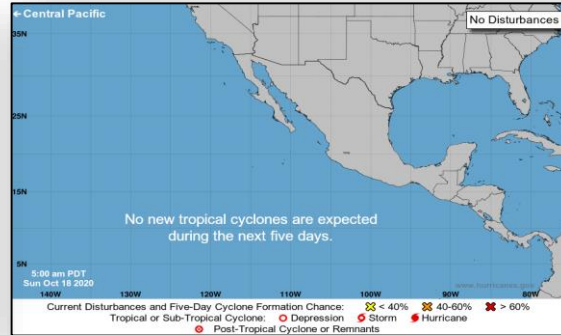 ← Central Pacific
No Disturbances
35N
25N
15N
5N
No new tropical cyclones are expected
during the next five days.
5:00 am PDT
Sun Oct 18 2020
www.hurricanes.gov
140W 130W 120W 110W 100W 90W 80W
Current Disturbances and Five-Day Cyclone Formation Chance: < 40% 40-60% > 60%
Tropical or Sub-Tropical Cyclone: Depression Storm Hurricane
Post-Tropical Cyclone or Remnants